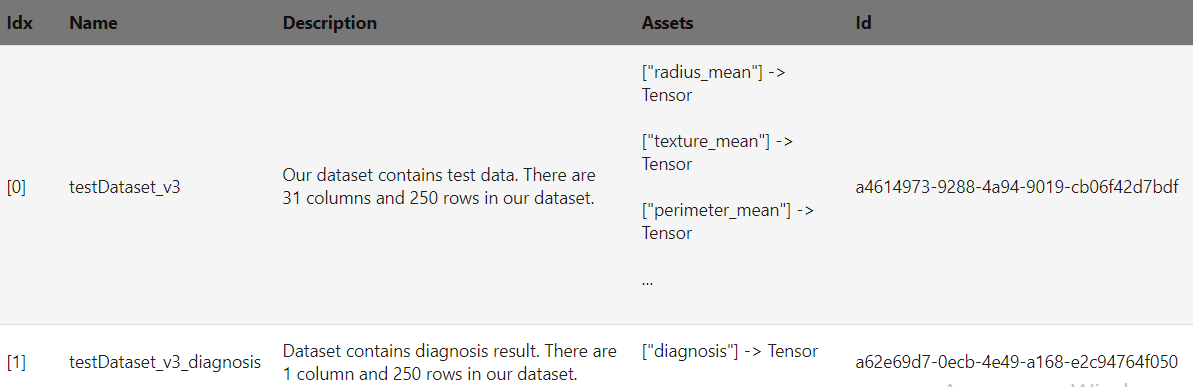 Idx Name Description Assets Id
["radius_mean"] ->
Tensor
["texture_mean"] ->
Tensor
[0] testDataset_v3 Our dataset contains test data. There are
31 columns and 250 rows in our dataset. a4614973-9288-4a94-9019-cb06f42d7bdf
["perimeter_mean"] ->
Tensor
...
[1] testDataset_v3_diagnosis Dataset contains diagnosis result. There are
1 column and 250 rows in our dataset. ["diagnosis"] -> Tensor a62e69d7-0ecb-4e49-a168-e2c94764f050